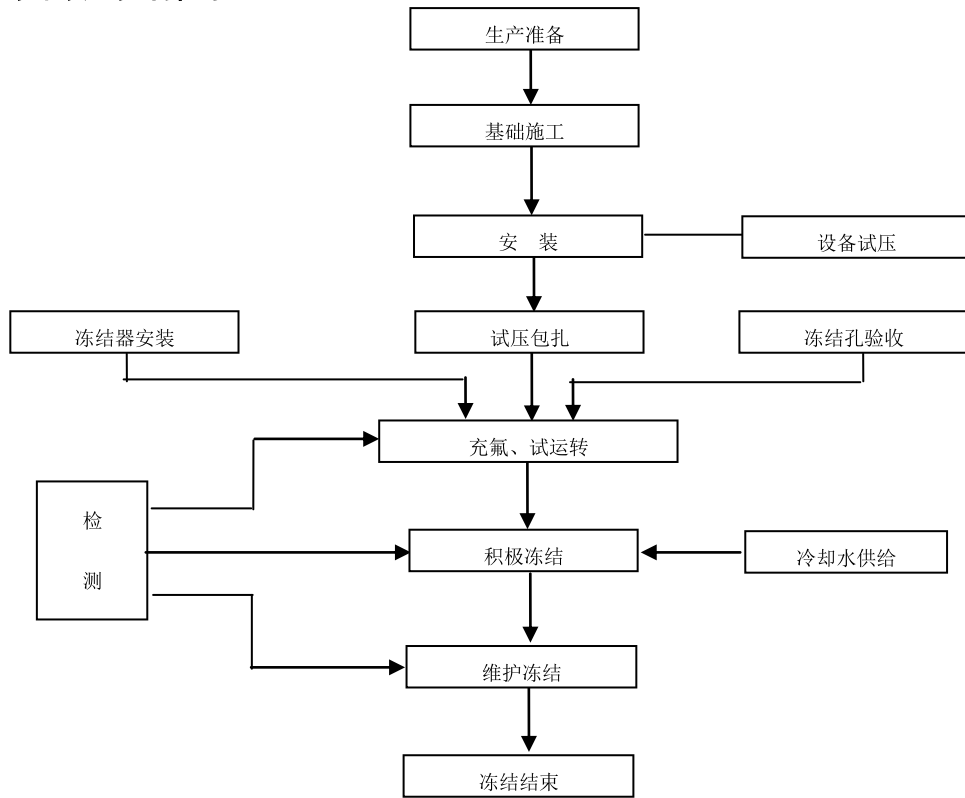 生产准备
基础施工
安 装
设备试压
冻结器安装
试压包扎
冻结孔验收
充氟、试运转
检
测
积极冻结
冷却水供给
维护冻结
冻结结束